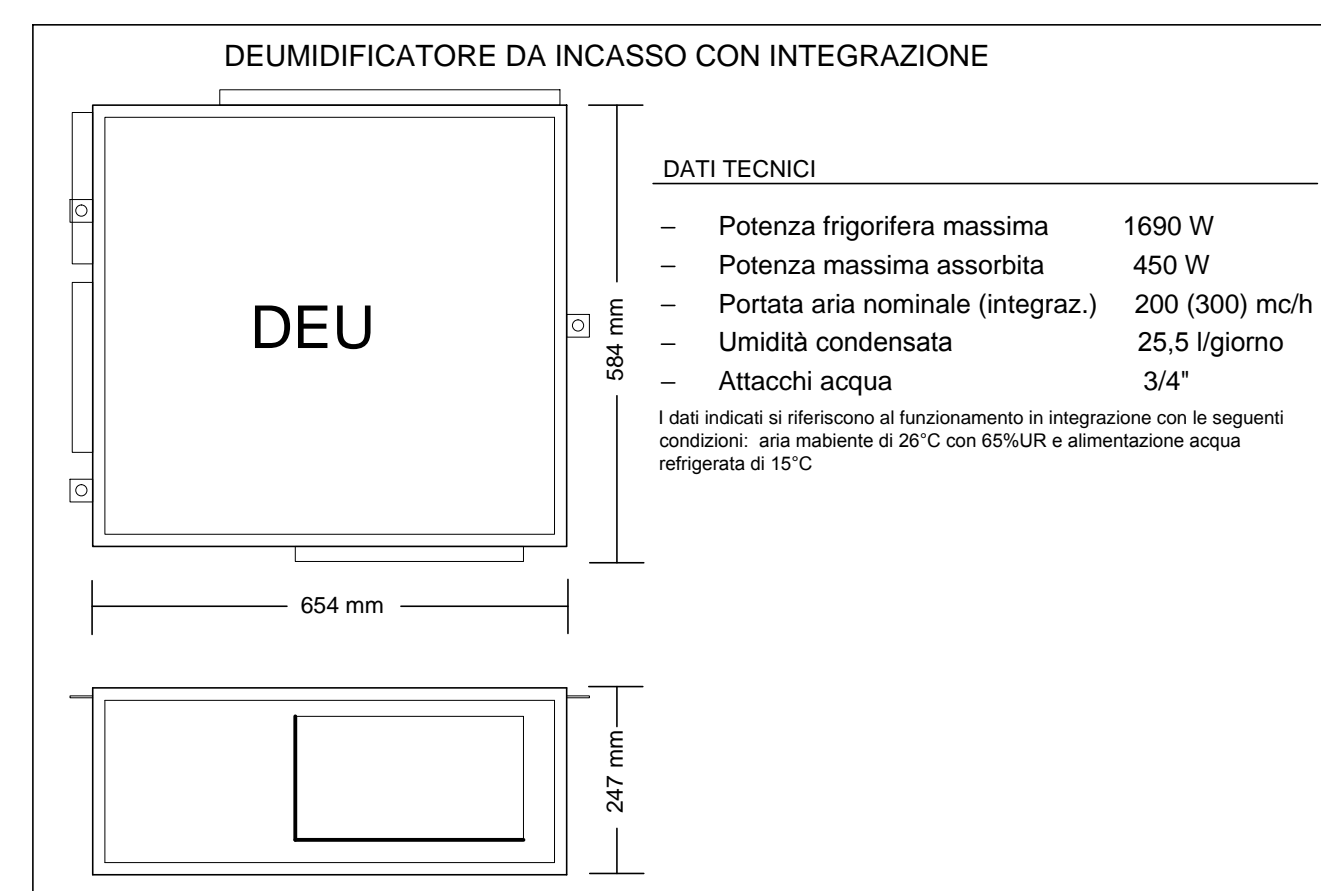 DEUMIDIFICATORE DA INCASSO CON INTEGRAZIONE
DEU
584 mm
654 mm
247 mm
DATI TECNICI
– Potenza frigorifera massima 1690 W
– Potenza massima assorbita 450 W
– Portata aria nominale (integraz.) 200 (300) mc/h
– Umidità condensata 25,5 l/giorno
– Attacchi acqua 3/4"
I dati indicati si riferiscono al funzionamento in integrazione con le seguenti
condizioni: aria mabiente di 26°C con 65%UR e alimentazione acqua
refrigerata di 15°C